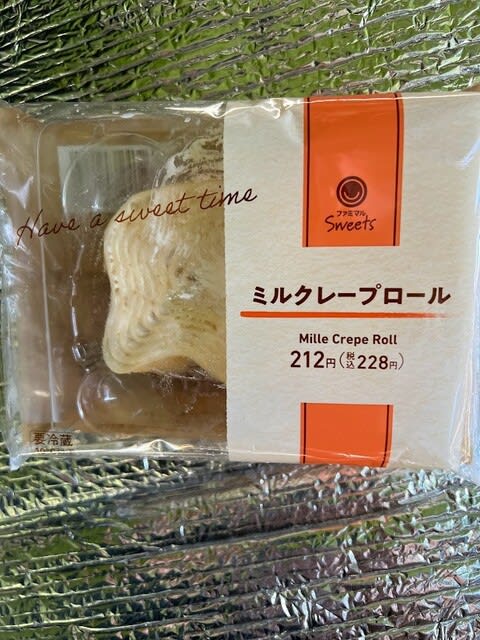 Have a sweet time
ファミマル
Sweets
ミルクレープロール
Mille Crepe Roll
212円(税込228円)
要冷蔵